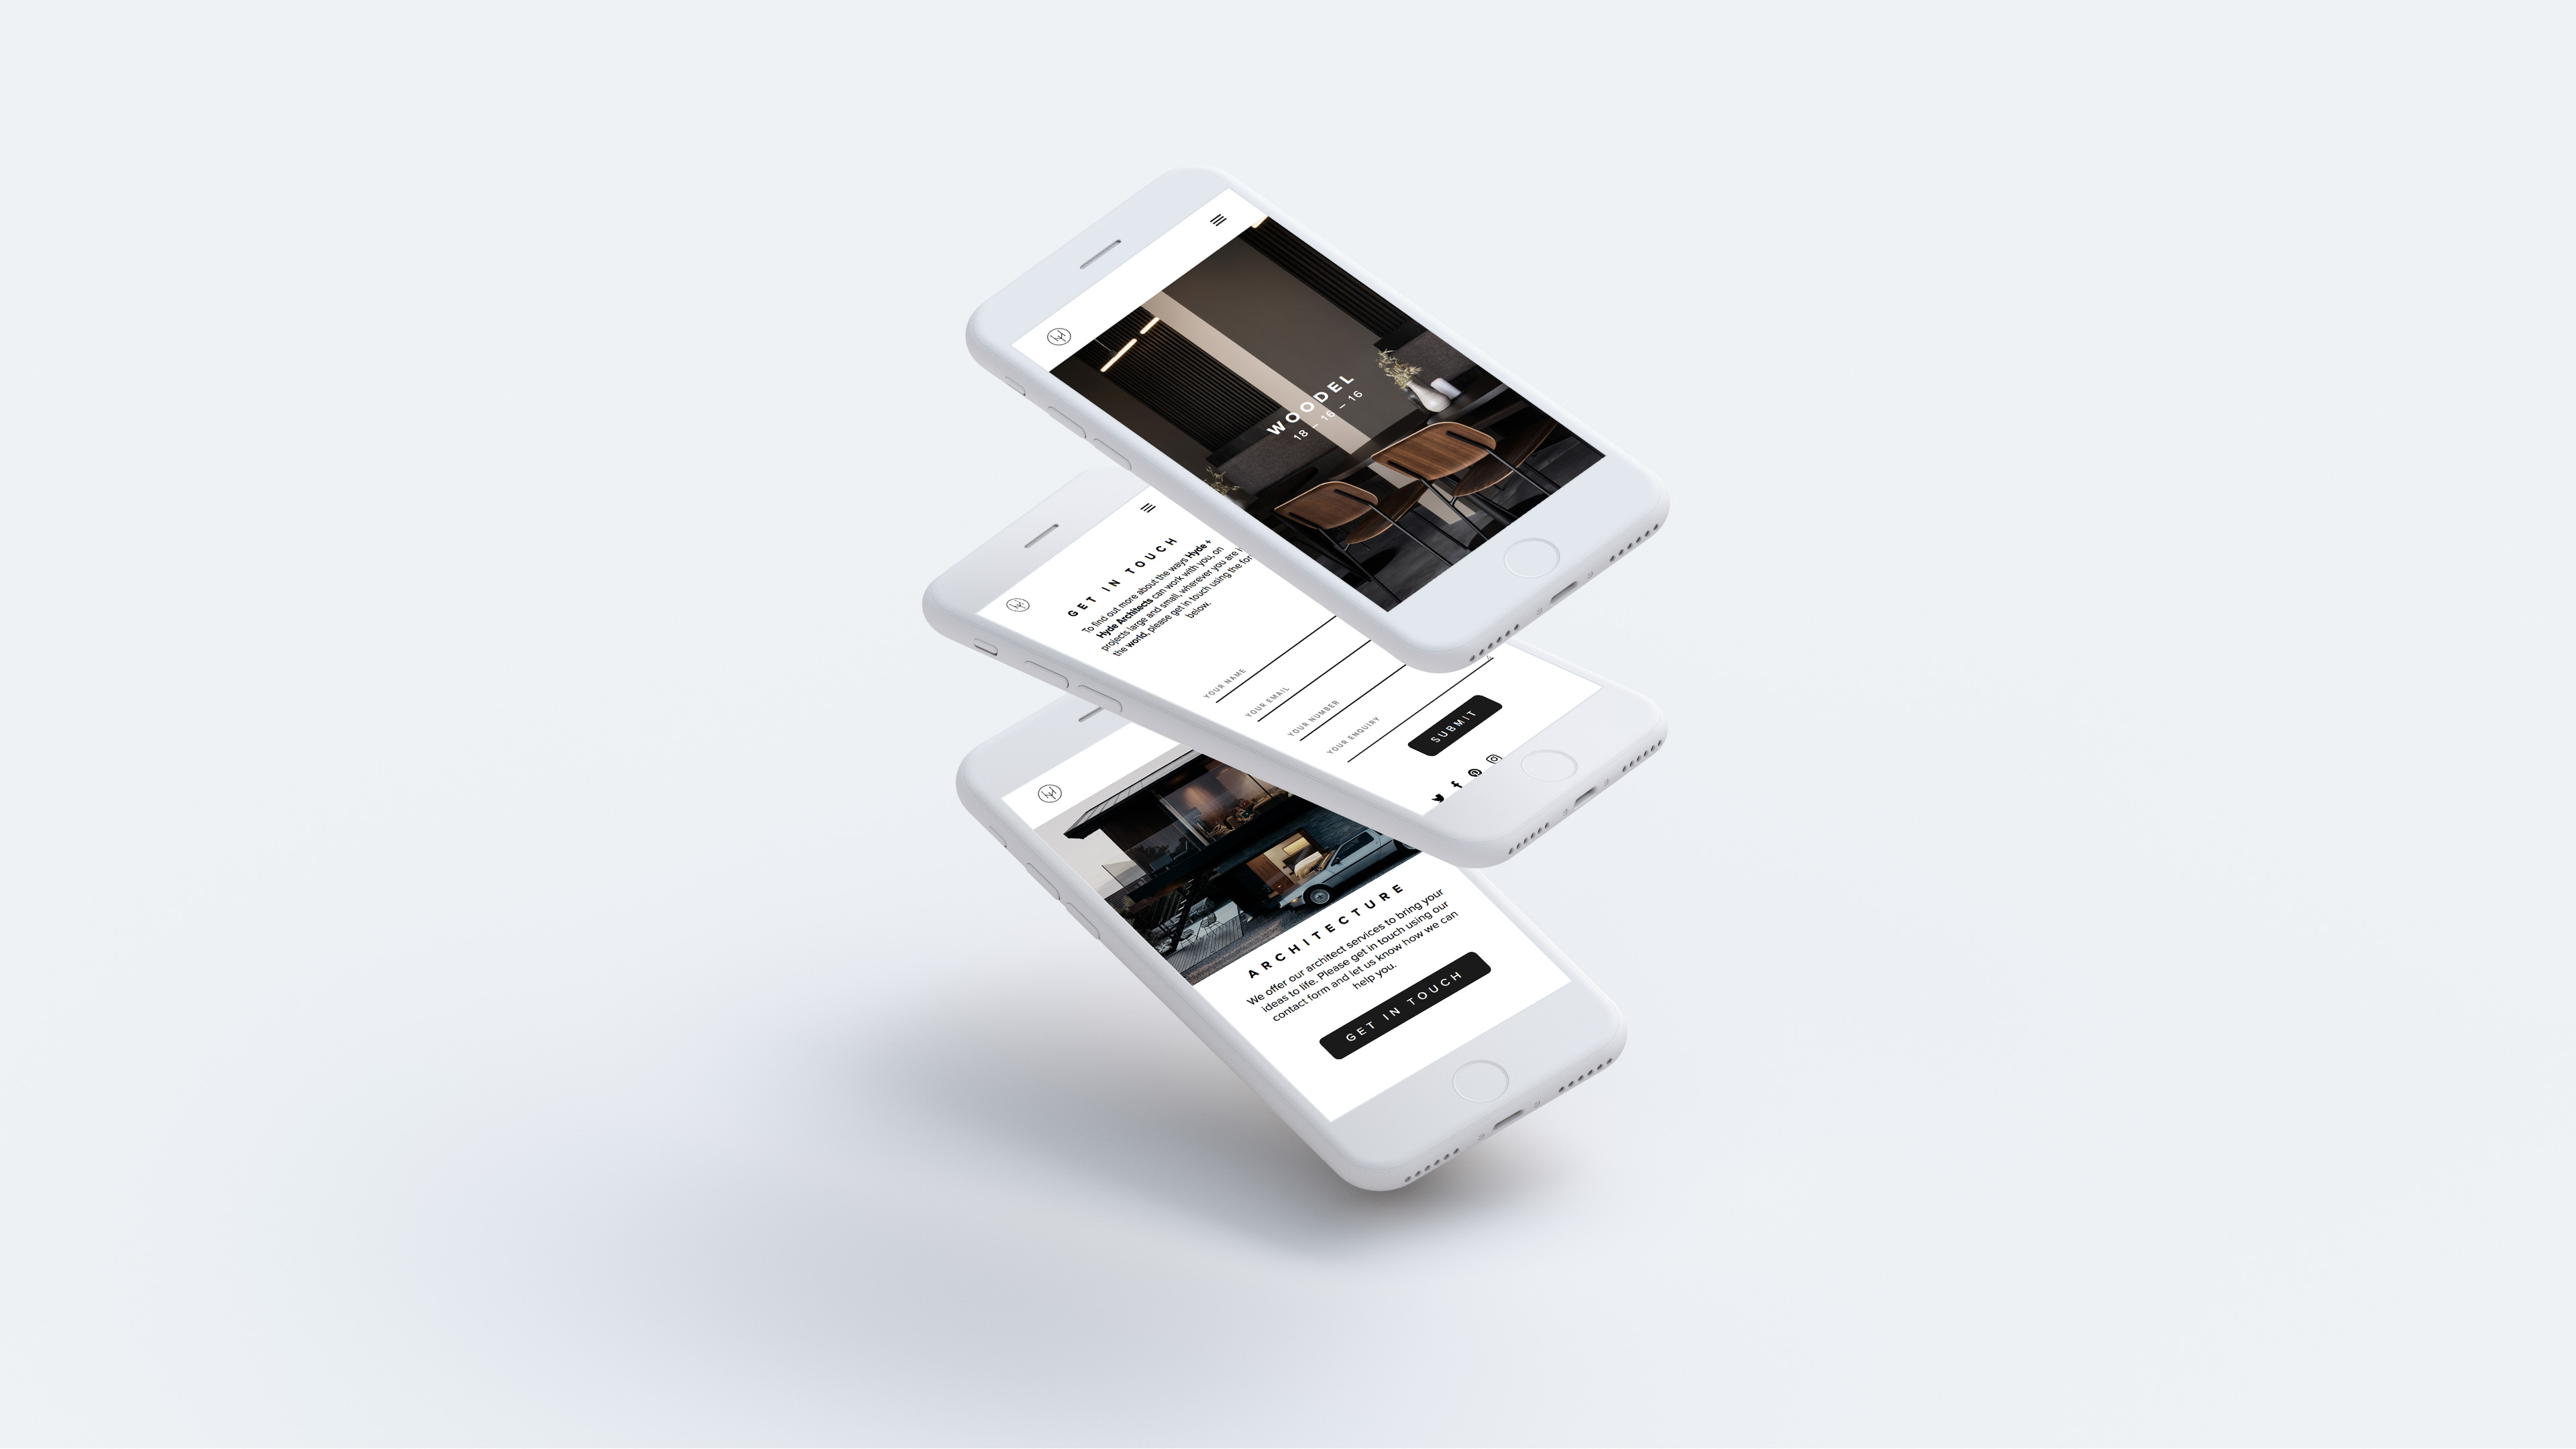 WOODEL
18 – 16 – 16
GET IN TOUCH
To find out more about the ways Hyde +
Hyde Architects can work with you, on
projects large and small, wherever you are
the world, please get in touch using the
below.
YOUR NAME
YOUR EMAIL
YOUR NUMBER
YOUR ENQUIRY
SUBMIT
ARCHITECTURE
We offer our architect services to bring your
ideas to life. Please get in touch using our
contact form and let us know how we can
help you.
GET IN TOUCH